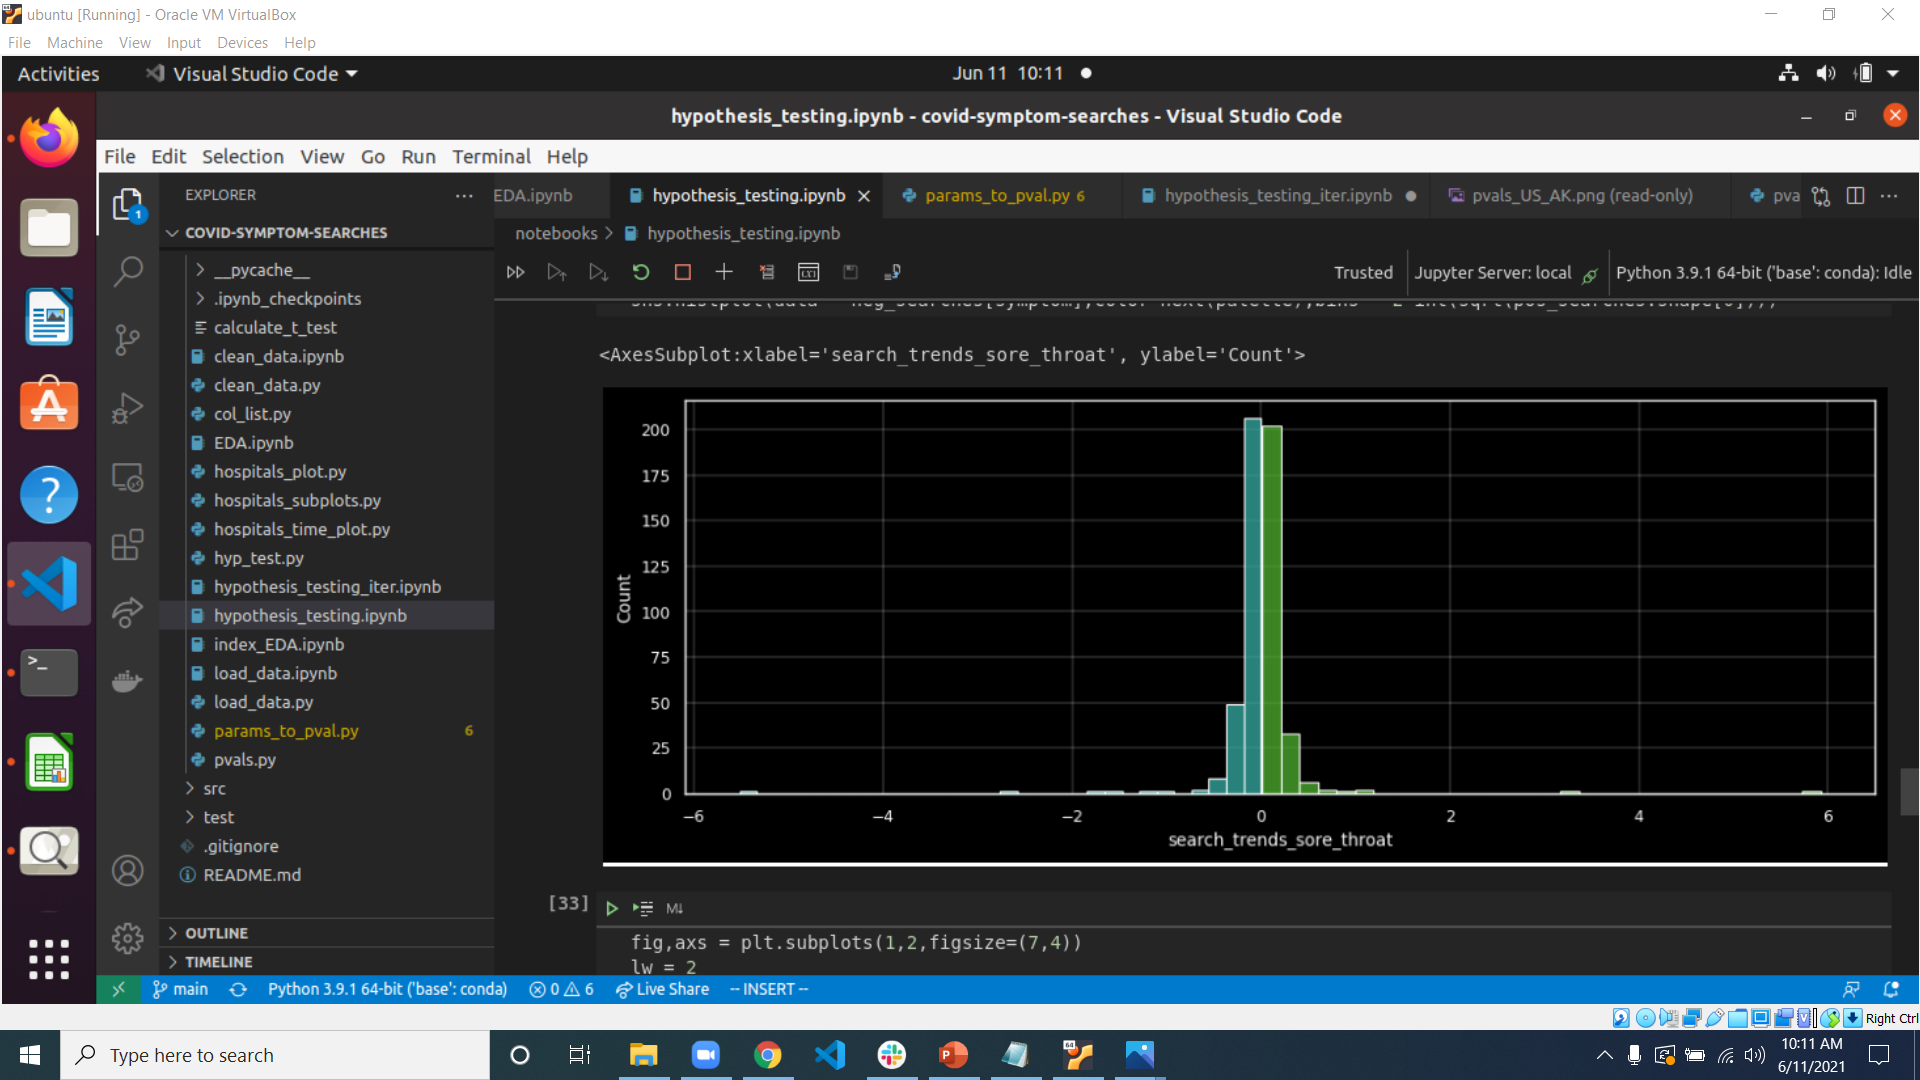 ubuntu [Running] - Oracle VM VirtualBox
File Machine View Input Devices Help
Activities Visual Studio Code Jun 11 10:11
hypothesis_testing.ipynb - covid-symptom-searches - Visual Studio Code
File Edit Selection View Go Run Terminal Help
EXPLORER
EDA.ipynb hypothesis_testing.ipynb params_to_pval.py 6 hypothesis_testing_iter.ipynb pvals_US_AK.png (read-only) pva
COVID-SYMPTOM-SEARCHES
notebooks > hypothesis_testing.ipynb
Trusted Jupyter Server: local Python 3.9.1 64-bit ('base': conda): Idle
1
__pycache__
.ipynb_checkpoints
calculate_t_test
clean_data.ipynb
clean_data.py
col_list.py
EDA.ipynb
hospitals_plot.py
hospitals_subplots.py
hospitals_time_plot.py
hyp_test.py
hypothesis_testing_iter.ipynb
hypothesis_testing.ipynb
index_EDA.ipynb
load_data.ipynb
load_data.py
params_to_pval.py 6
pvals.py
src
test
.gitignore
README.md
OUTLINE
TIMELINE
<AxesSubplot:xlabel='search_trends_sore_throat', ylabel='Count'>
Count
200
175
150
125
100
75
50
25
0
−6 −4 −2 0 2 4 6
search_trends_sore_throat
[33]
M↓
fig,axs = plt.subplots(1,2,figsize=(7,4))
lw = 2
main Python 3.9.1 64-bit ('base': conda) 0 6 Live Share -- INSERT --
Right Ctrl
Type here to search
10:11 AM
6/11/2021